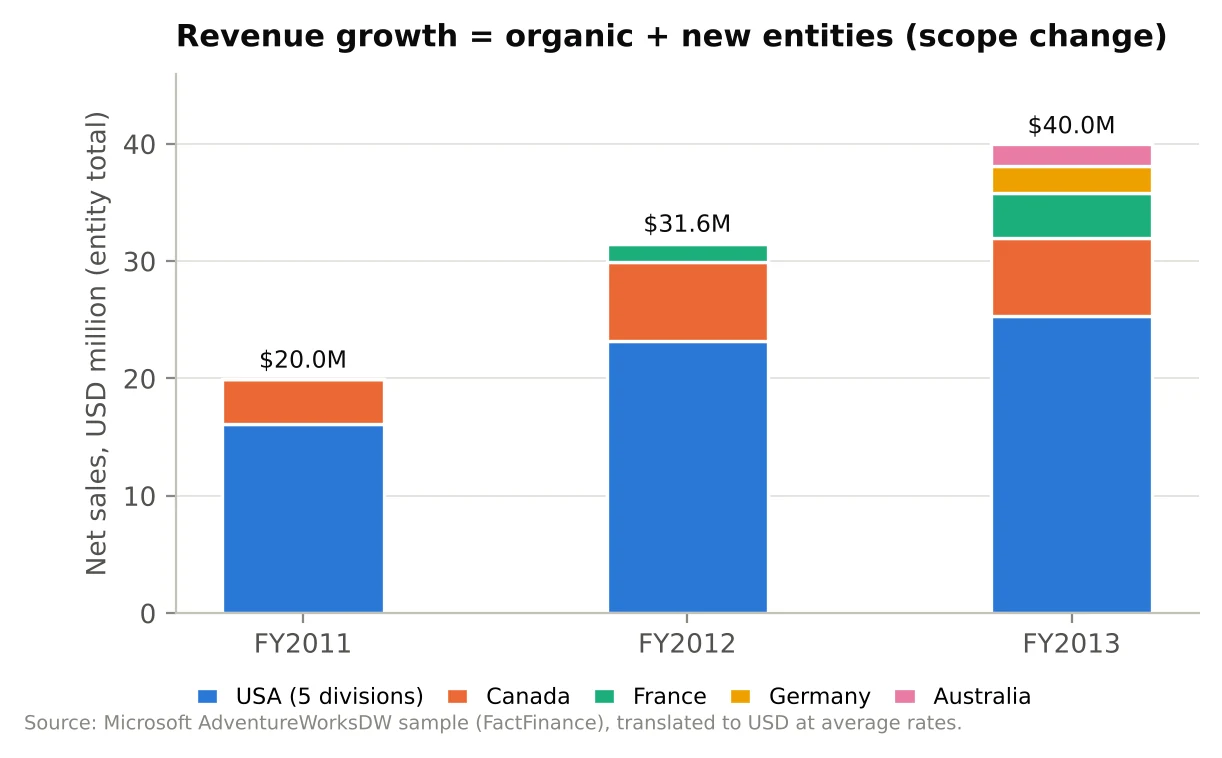 Revenue growth = organic + new entities (scope change)
Net sales, USD million (entity total)
40
30
20
10
0
$20.0M
$31.6M
$40.0M
FY2011
FY2012
FY2013
USA (5 divisions)
Canada
France
Germany
Australia
Source: Microsoft AdventureWorksDW sample (FactFinance), translated to USD at average rates.